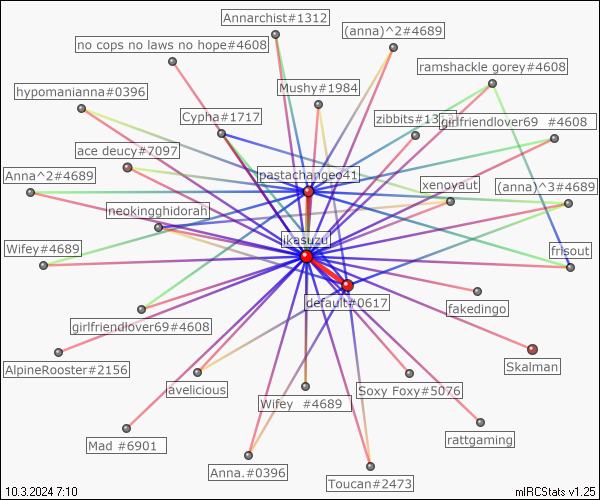 Annarchist#1312
(anna)^2#4689
no cops no laws no hope#4608
ramshackle gorey#4608
hypomanianna#0396
Mushy#1984
Cypha#1717
zibbits#13
girlfriendlover69 #4608
ace deucy#7097
pastachangeo41
Anna^2#4689
xenoyaut
(anna)^3#4689
neokingghidorah
ikasuzu
Wifey#4689
frisout
default#0617
fakedingo
girlfriendlover69#4608
AlpineRooster#2156
Skalman
avelicious
Soxy Foxy#5076
Wifey #4689
Mad #6901
rattgaming
Anna.#0396
Toucan#2473
10.3.2024 7:10
mIRCStats v1.25